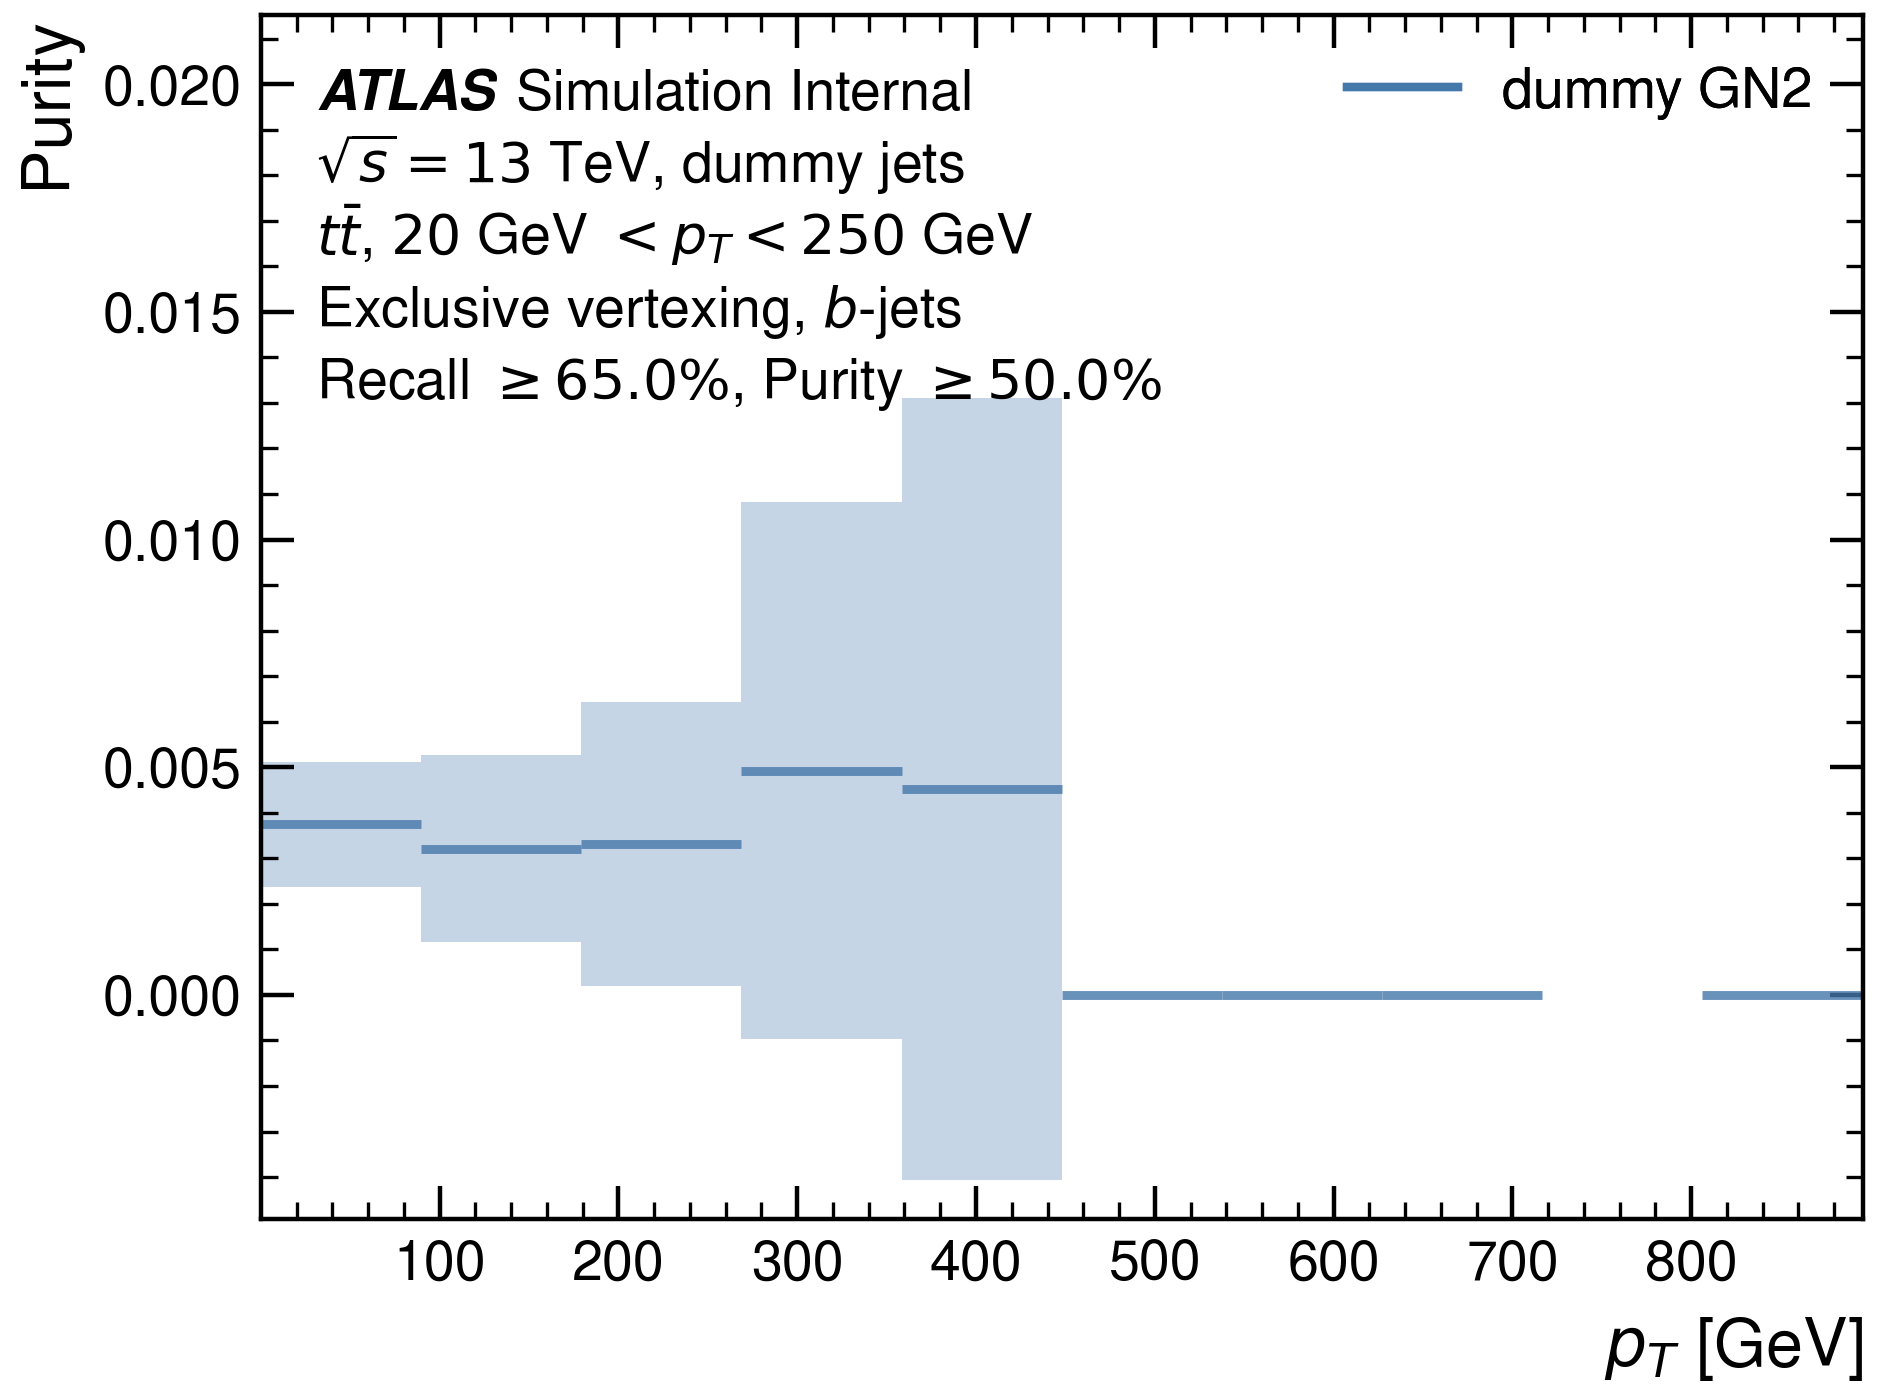 Purity
0.020
0.015
0.010
0.005
0.000
ATLAS Simulation Internal
√s = 13 TeV, dummy jets
tt̄, 20 GeV < p_T < 250 GeV
Exclusive vertexing, b-jets
Recall ≥ 65.0%, Purity ≥ 50.0%
dummy GN2
100 200 300 400 500 600 700 800
p_T [GeV]